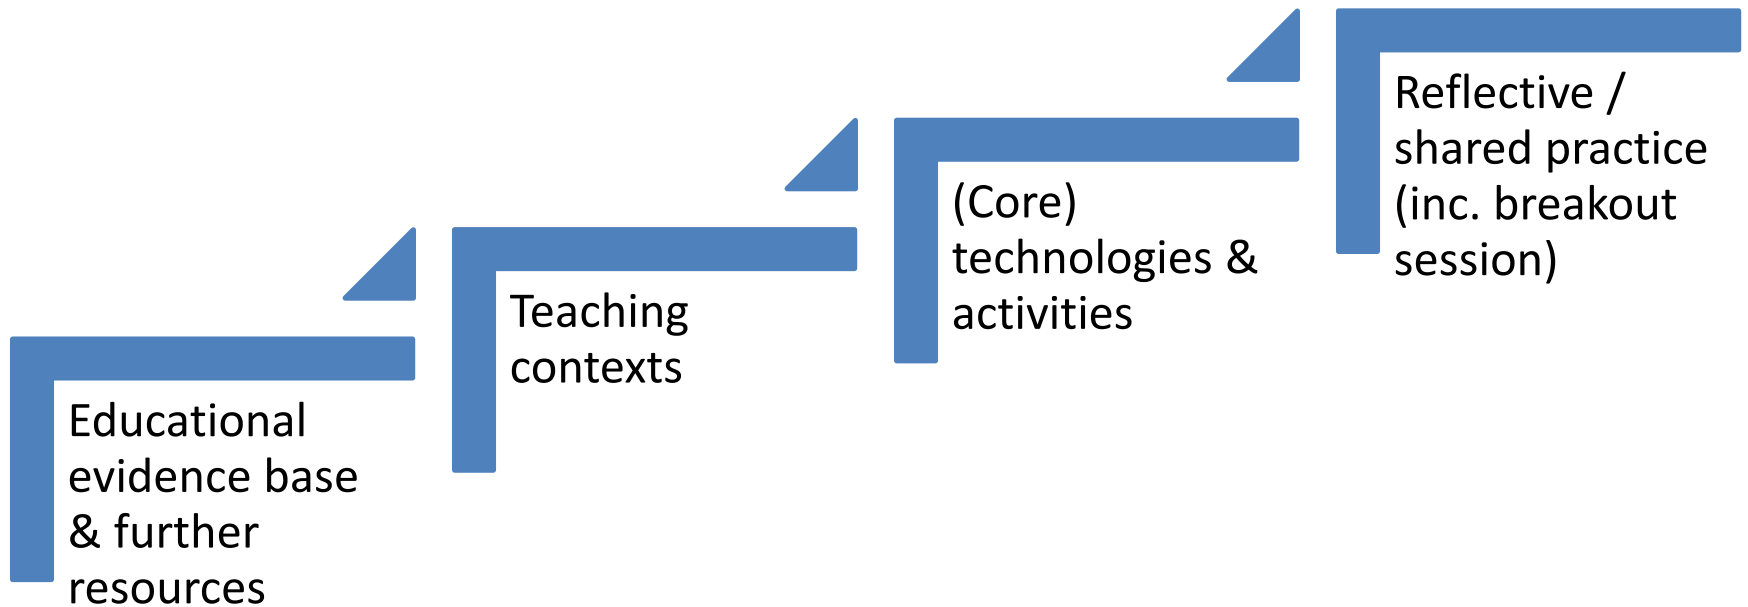 Educational
evidence base
& further
resources
Teaching
contexts
(Core)
technologies &
activities
Reflective /
shared practice
(inc. breakout
session)